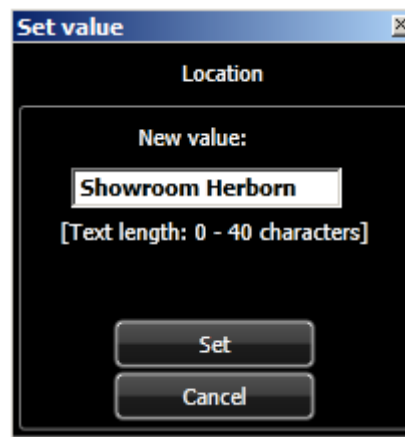 Set value
Location
New value:
Showroom Herborn
[Text length: 0 - 40 characters]
Set
Cancel